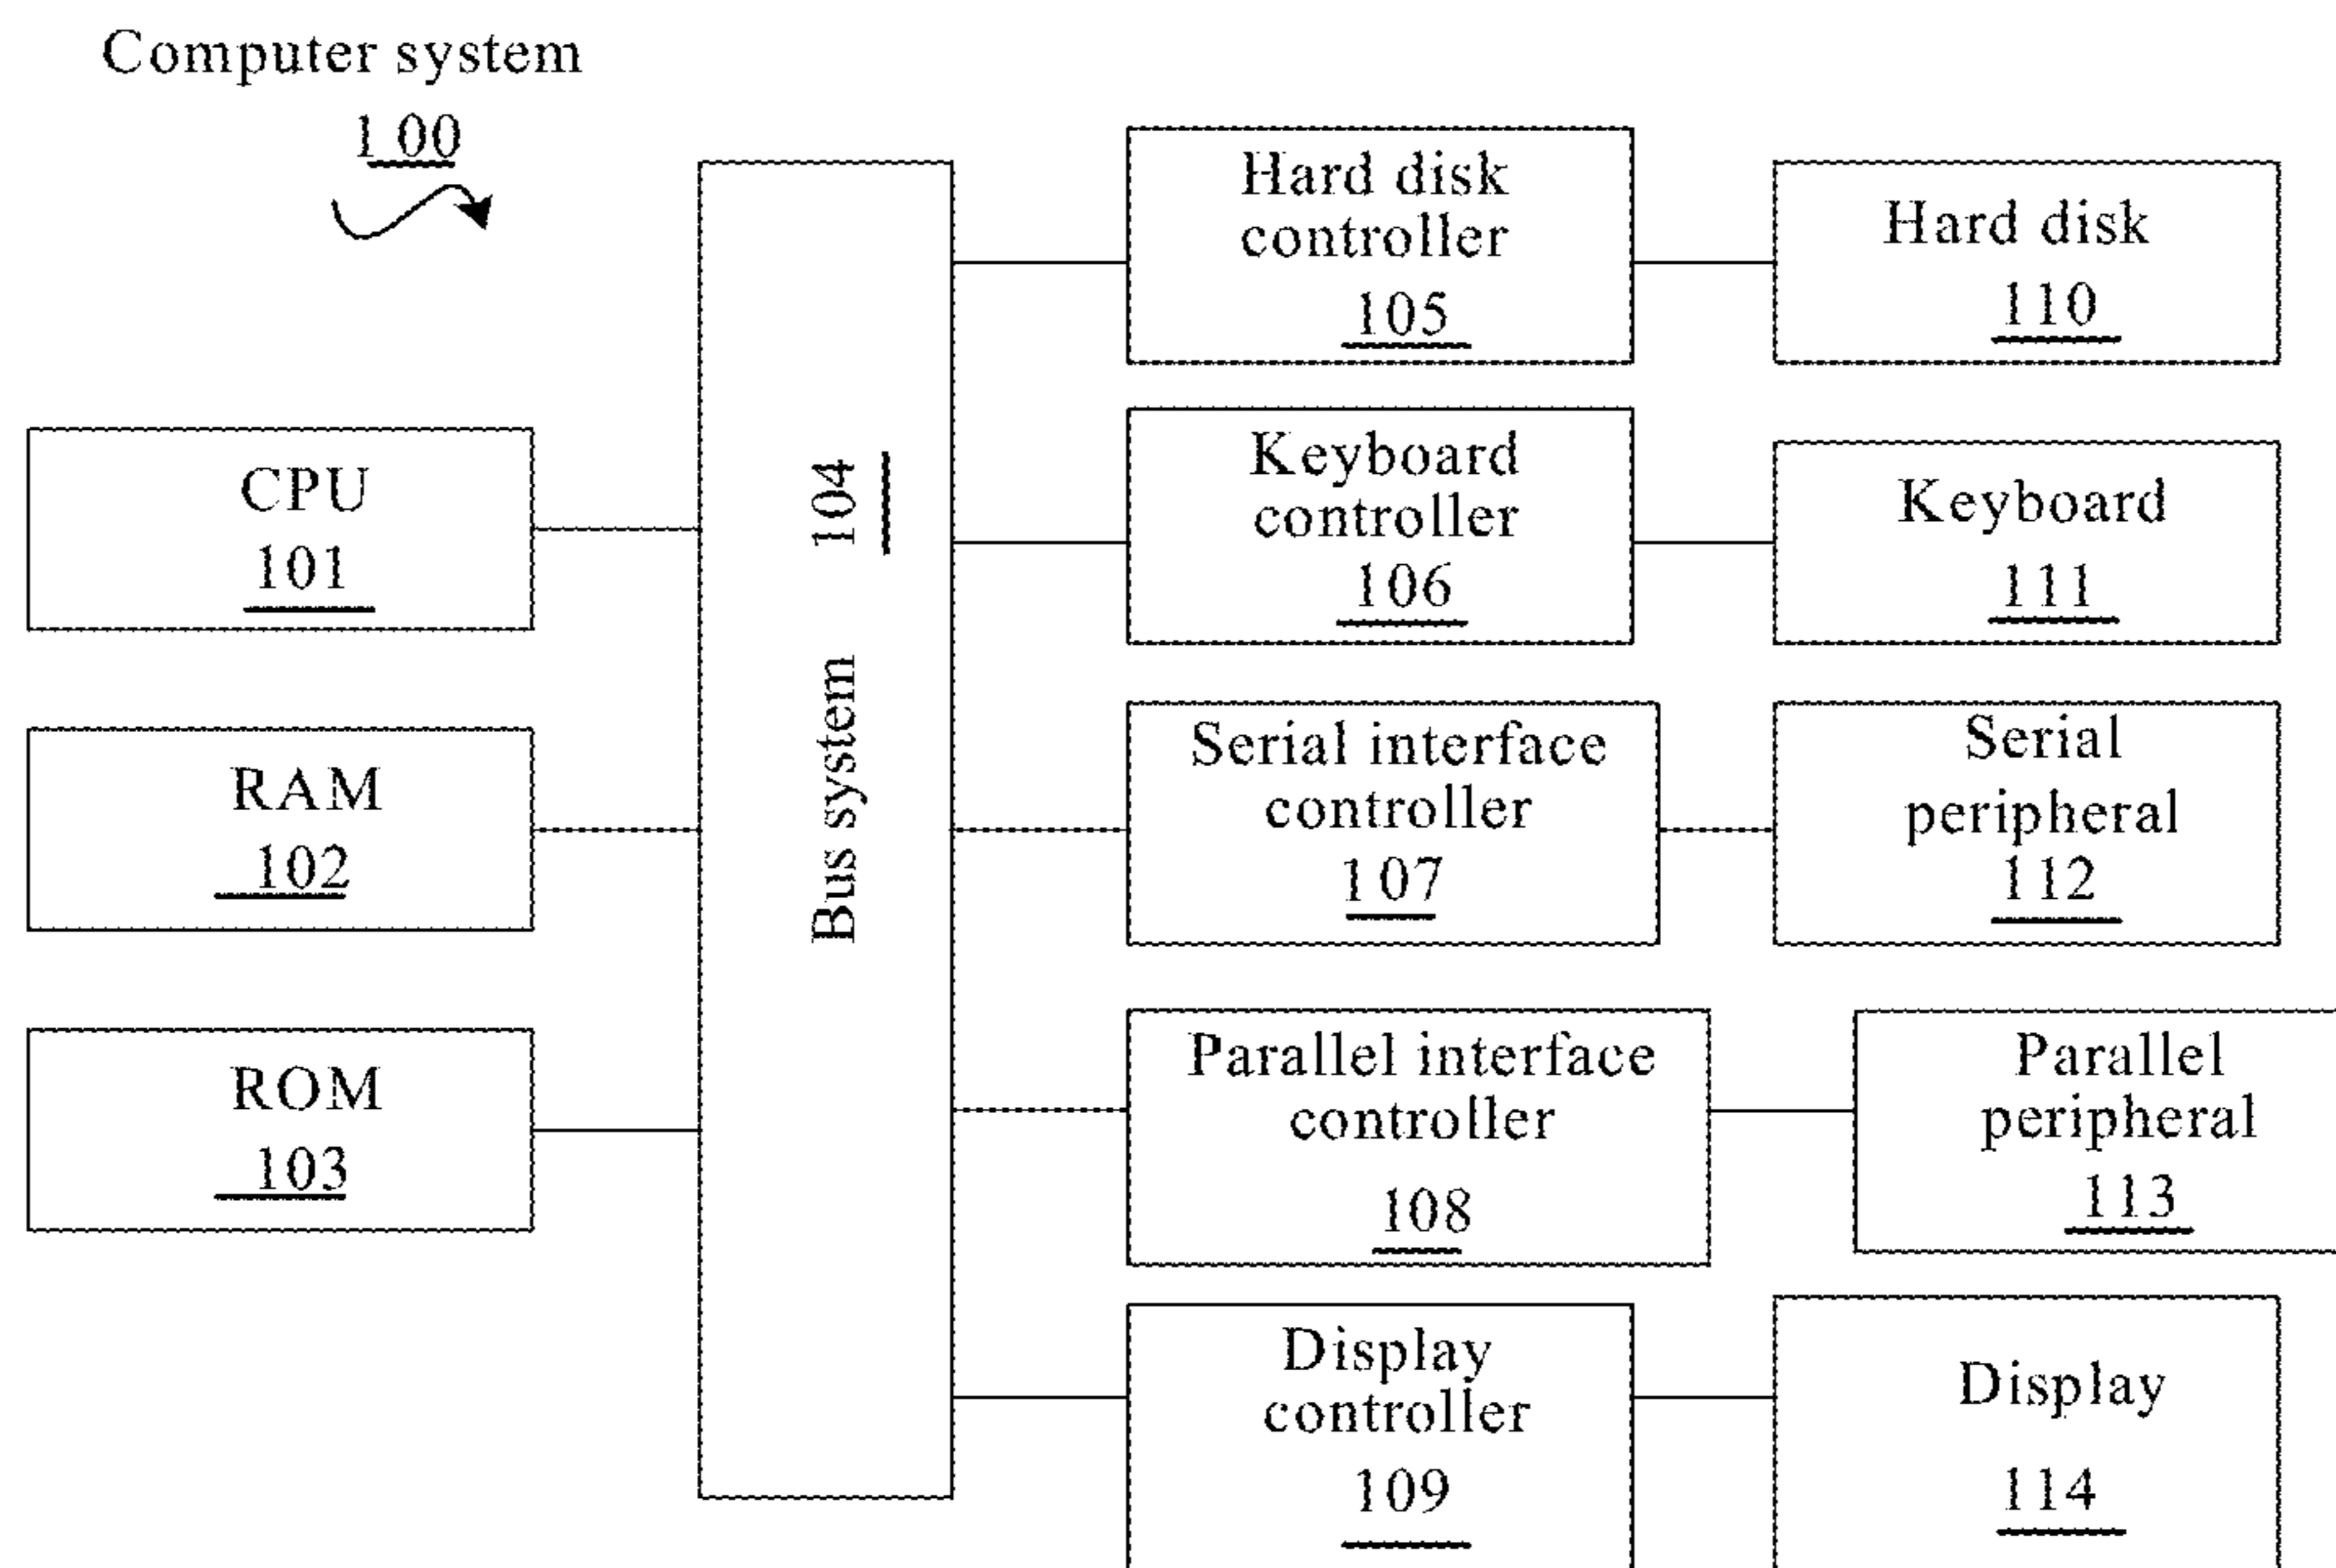 Computer system
100
CPU
101
RAM
102
ROM
103
Bus system 104
Hard disk
controller
105
Hard disk
110
Keyboard
controller
106
Keyboard
111
Serial interface
controller
107
Serial
peripheral
112
Parallel interface
controller
108
Parallel
peripheral
113
Display
controller
109
Display
114